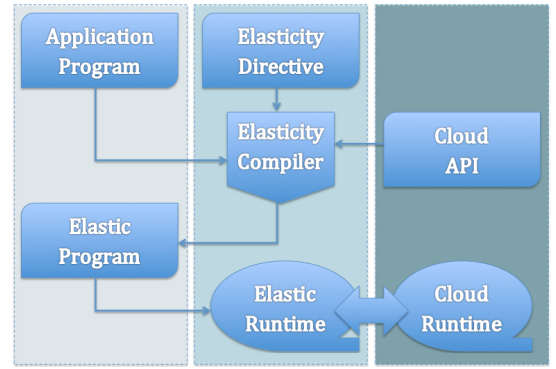 Application
Program
Elasticity
Directive
Elasticity
Compiler
Cloud
API
Elastic
Program
Elastic
Runtime
Cloud
Runtime